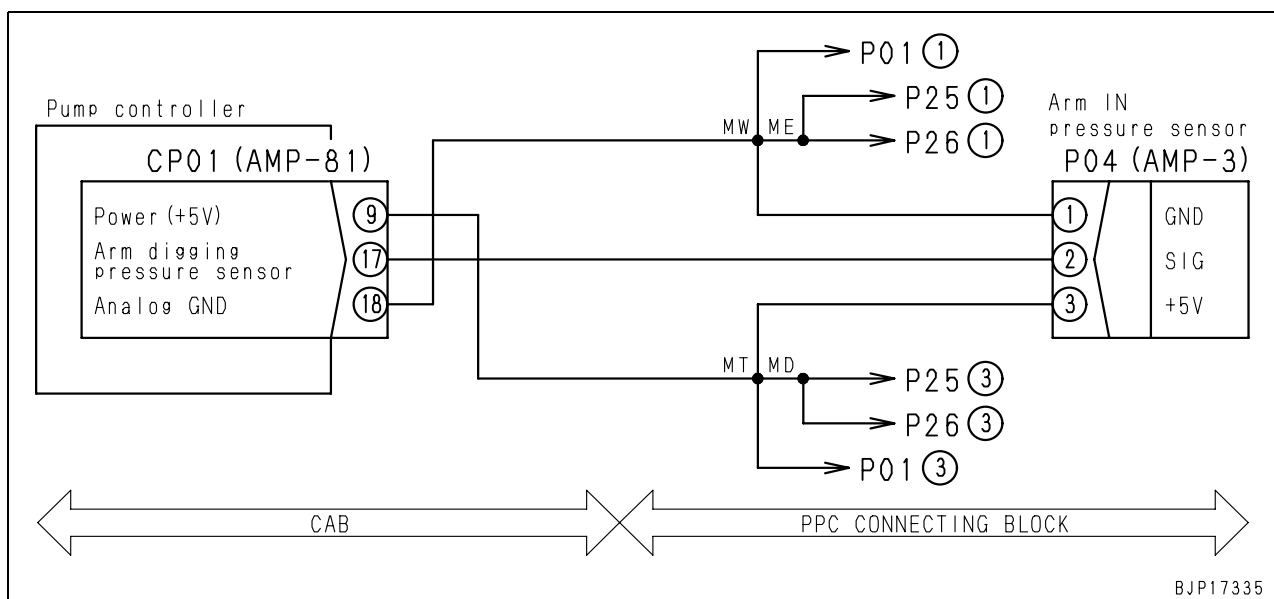 P01 ①
P25 ①
MW ME
P26 ①
Arm IN
pressure sensor
P04 (AMP-3)
Pump controller
CP01 (AMP-81)
Power (+5V) ⑨
Arm digging
pressure sensor ⑰
Analog GND ⑱
① GND
② SIG
③ +5V
MT MD
P25 ③
P26 ③
P01 ③
CAB
PPC CONNECTING BLOCK
BJP17335